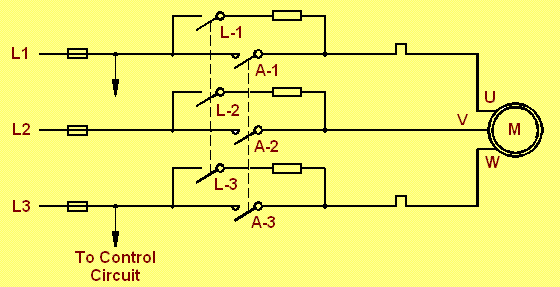 L-1
L1
A-1
U
L-2
L2
A-2
V
M
W
L-3
L3
A-3
To Control
Circuit